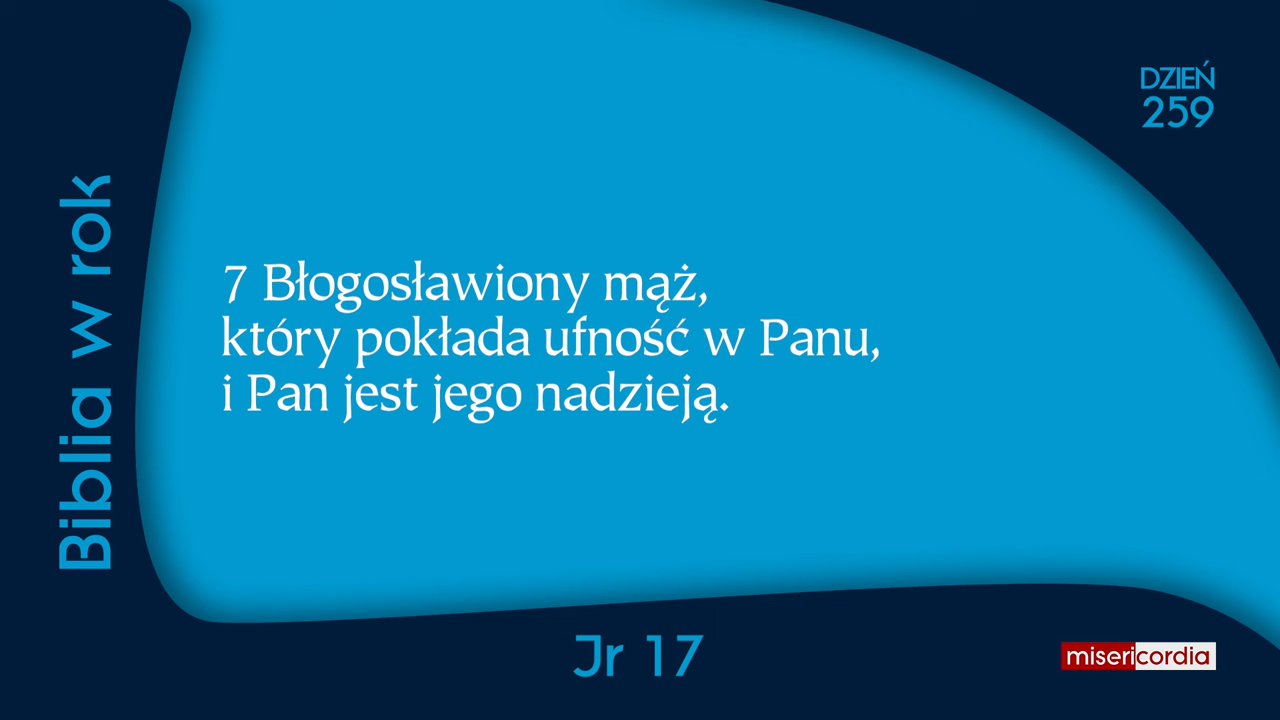 DZIEŃ
259
Biblia w rok
7 Błogosławiony mąż,
który pokłada ufność w Panu,
i Pan jest jego nadzieją.
Jr 17
misericordia